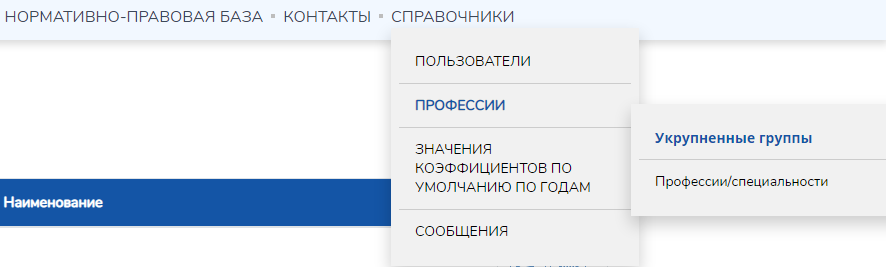 НОРМАТИВНО-ПРАВОВАЯ БАЗА КОНТАКТЫ СПРАВОЧНИКИ
ПОЛЬЗОВАТЕЛИ
ПРОФЕССИИ
Укрупненные группы
ЗНАЧЕНИЯ
КОЭФФИЦИЕНТОВ ПО
УМОЛЧАНИЮ ПО ГОДАМ
Профессии/специальности
Наименование
СООБЩЕНИЯ